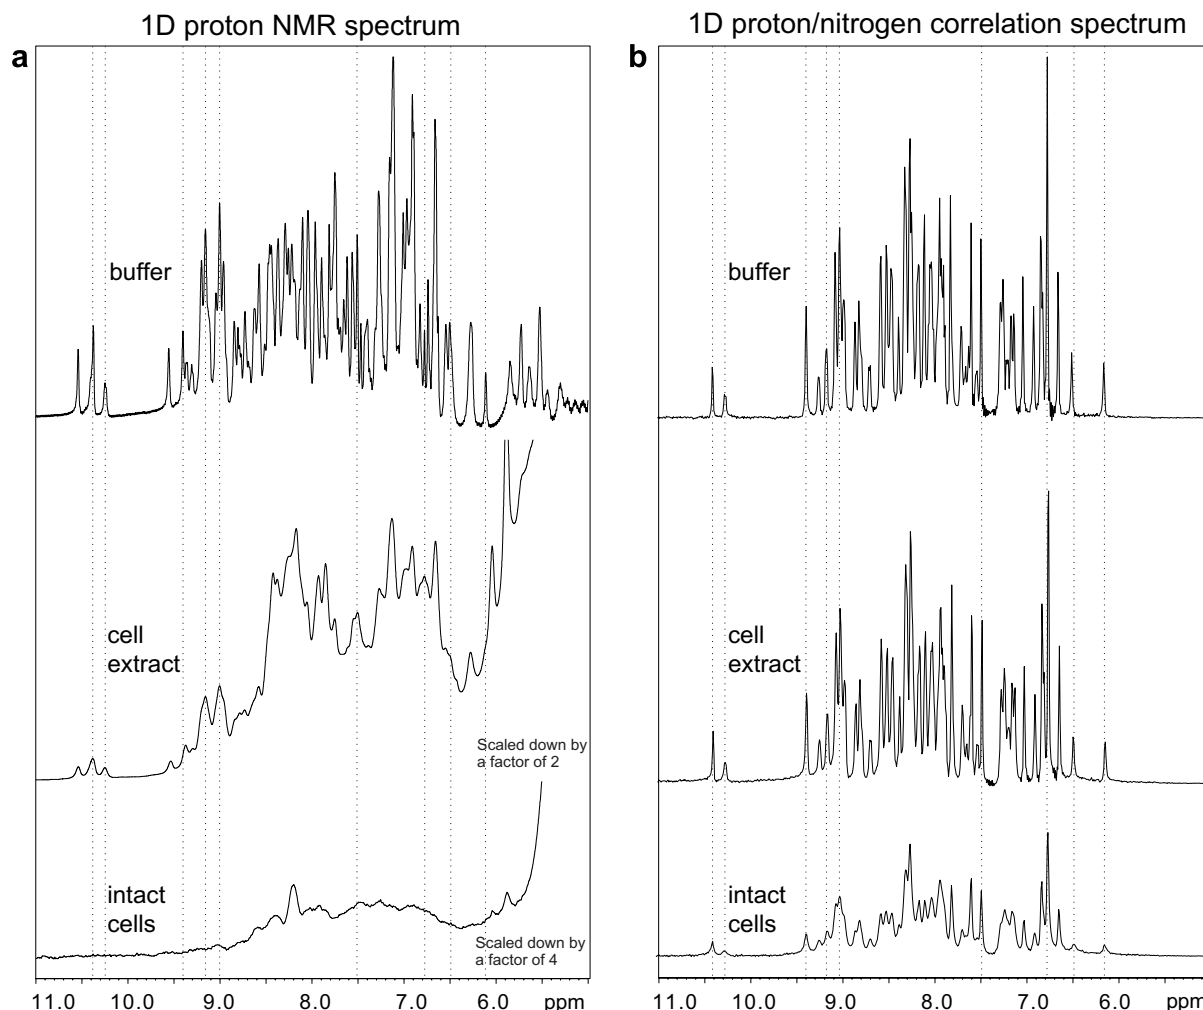 1D proton NMR spectrum
1D proton/nitrogen correlation spectrum
a
buffer
cell
extract
Scaled down by
a factor of 2
intact
cells
Scaled down by
a factor of 4
11.0 10.0 9.0 8.0 7.0 6.0 ppm
b
buffer
cell
extract
intact
cells
11.0 10.0 9.0 8.0 7.0 6.0 ppm